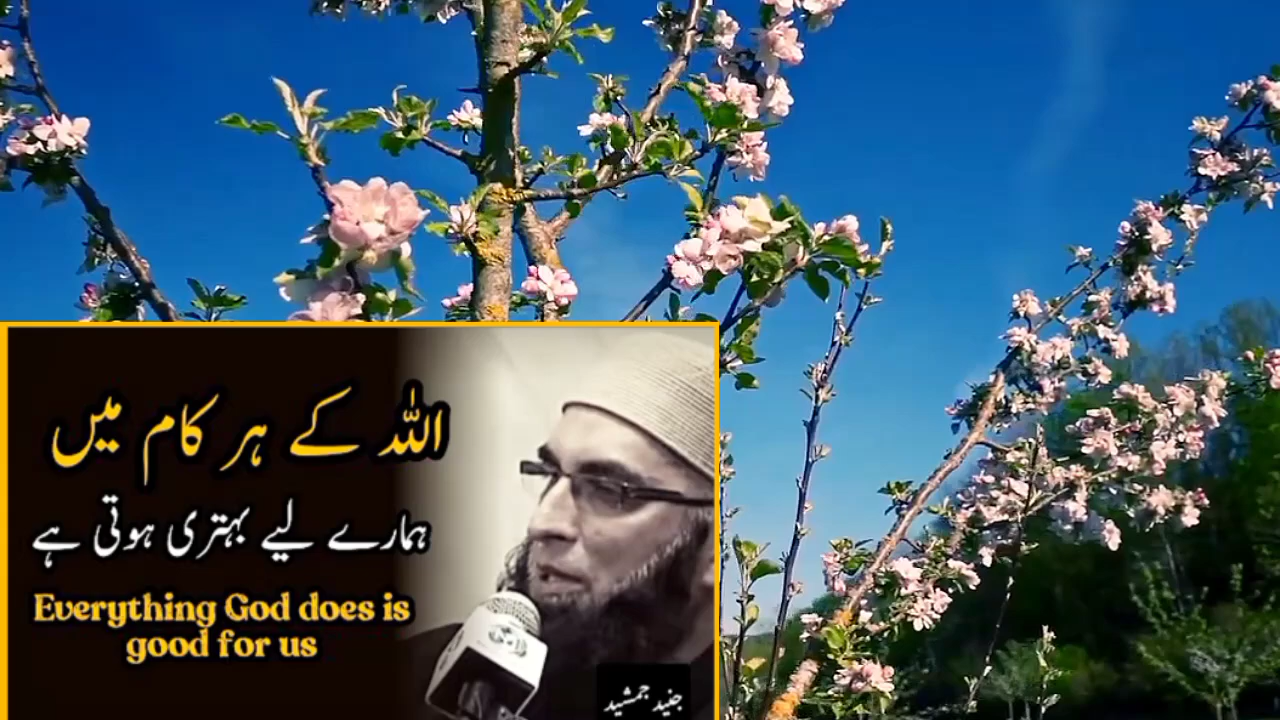 اللہ کے ہر کام میں
ہمارے لیے بہتری ہوتی ہے
Everything God does is
good for us
جنید جمشید